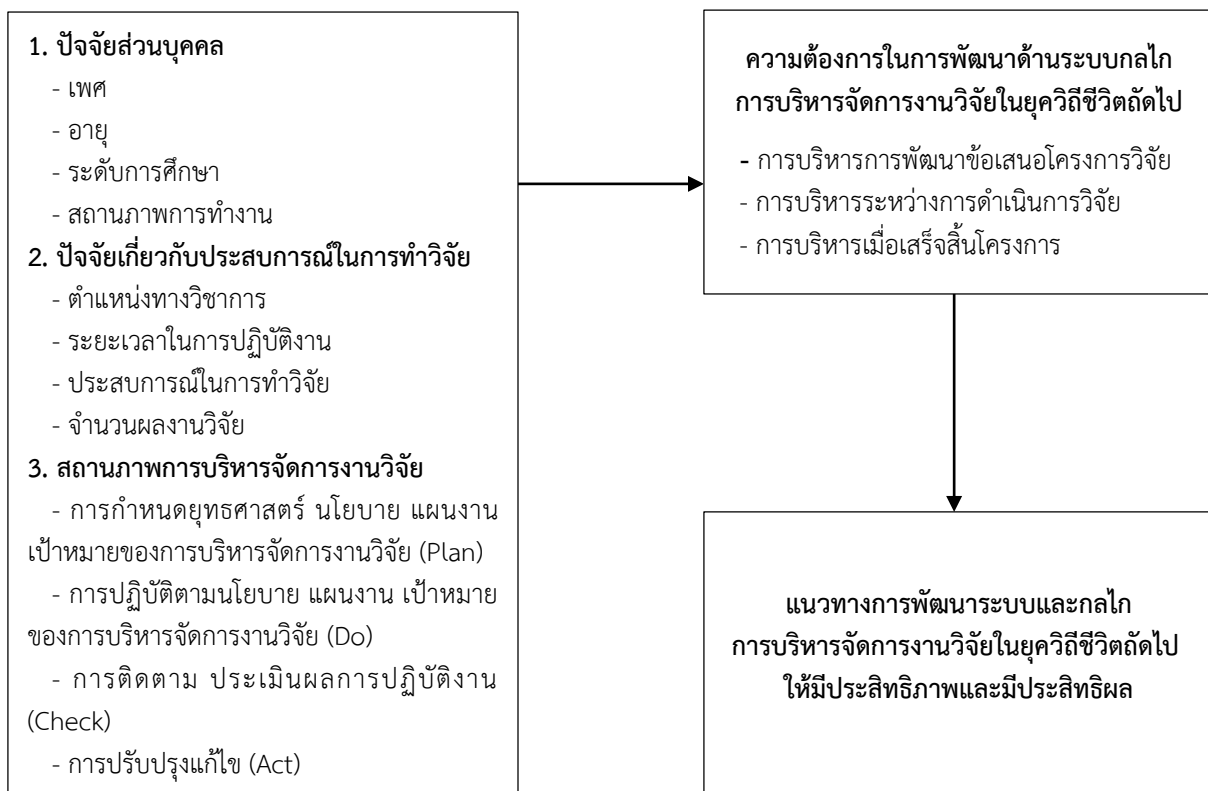 1. ปัจจัยส่วนบุคคล
- เพศ
- อายุ
- ระดับการศึกษา
- สถานภาพการทำงาน
2. ปัจจัยเกี่ยวกับประสบการณ์ในการทำวิจัย
- ตำแหน่งทางวิชาการ
- ระยะเวลาในการปฏิบัติงาน
- ประสบการณ์ในการทำวิจัย
- จำนวนผลงานวิจัย
3. สถานภาพการบริหารจัดการงานวิจัย
- การกำหนดยุทธศาสตร์ นโยบาย แผนงาน
เป้าหมายของการบริหารจัดการงานวิจัย (Plan)
- การปฏิบัติตามนโยบาย แผนงาน เป้าหมาย
ของการบริหารจัดการงานวิจัย (Do)
- การติดตาม ประเมินผลการปฏิบัติงาน
(Check)
- การปรับปรุงแก้ไข (Act)
ความต้องการในการพัฒนาด้านระบบกลไก
การบริหารจัดการงานวิจัยในยุควิถีชีวิตถัดไป
- การบริหารการพัฒนาข้อเสนอโครงการวิจัย
- การบริหารระหว่างการดำเนินการวิจัย
- การบริหารเมื่อเสร็จสิ้นโครงการ
แนวทางการพัฒนาระบบและกลไก
การบริหารจัดการงานวิจัยในยุควิถีชีวิตถัดไป
ให้มีประสิทธิภาพและมีประสิทธิผล